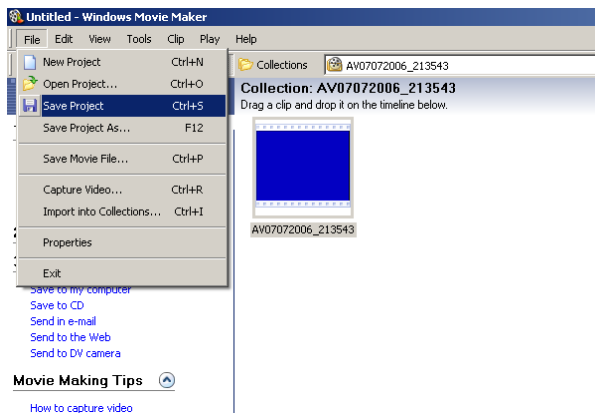 Untitled - Windows Movie Maker
File Edit View Tools Clip Play Help
New Project Ctrl+N
Open Project... Ctrl+O
Save Project Ctrl+S
Save Project As... F12
Save Movie File... Ctrl+P
Capture Video... Ctrl+R
Import into Collections... Ctrl+I
Properties
Exit
Collections AV07072006_213543
Collection: AV07072006_213543
Drag a clip and drop it on the timeline below.
AV07072006_213543
Save to my computer
Save to CD
Send in e-mail
Send to the Web
Send to DV camera
Movie Making Tips
How to capture video